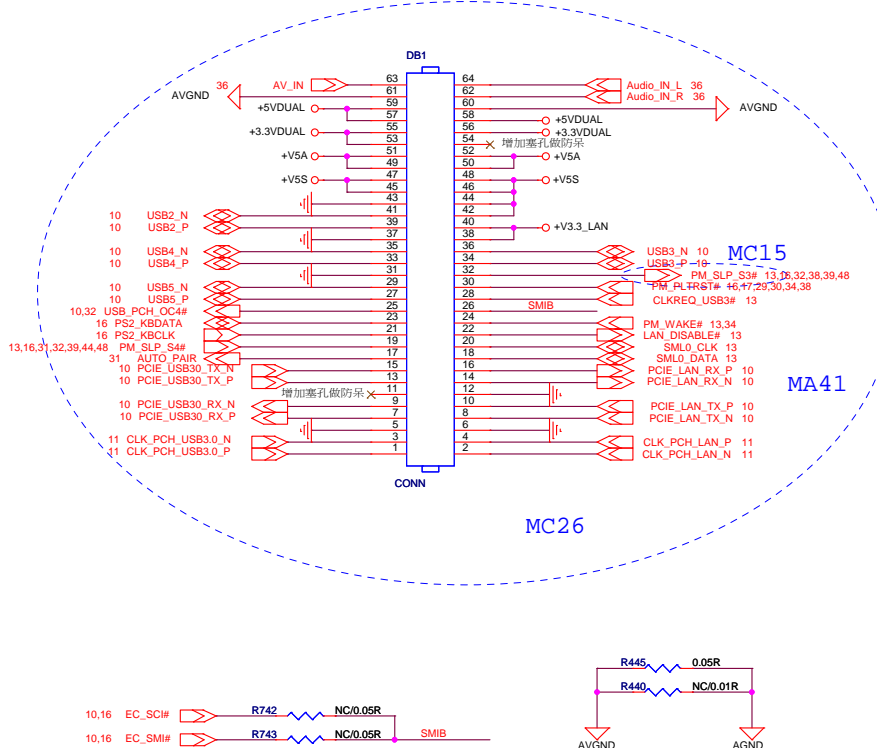 DB1
AV_IN 63 64 Audio_IN_L 36
AVGND 36 61 62 Audio_IN_R 36
+5VDUAL 59 60 AVGND
57 58 +5VDUAL
+3.3VDUAL 55 56 +3.3VDUAL
53 54 增加塞孔做防呆
+V5A 51 52 +V5A
49 50
+V5S 47 48 +V5S
45 46
43 44
10 USB2_N 41 42
10 USB2_P 39 40 +V3.3_LAN
37 38
10 USB4_N 35 36 USB3_N 10
10 USB4_P 33 34 USB3_P 10
MC15
31 32 PM_SLP_S3# 13,16,32,38,39,48
10 USB5_N 29 30 PM_PLTRST# 16,17,29,30,34,38
10 USB5_P 27 28 CLKREQ_USB3# 13
10,32 USB_PCH_OC4# 25 26 SMIB
16 PS2_KBDATA 23 24 PM_WAKE# 13,34
16 PS2_KBCLK 21 22 LAN_DISABLE# 13
13,16,31,32,39,44,48 PM_SLP_S4# 19 20 SML0_CLK 13
31 AUTO_PAIR 17 18 SML0_DATA 13
10 PCIE_USB30_TX_N 15 16 PCIE_LAN_RX_P 10
10 PCIE_USB30_TX_P 13 14 PCIE_LAN_RX_N 10
MA41
增加塞孔做防呆 11 12
10 PCIE_USB30_RX_N 9 10 PCIE_LAN_TX_P 10
10 PCIE_USB30_RX_P 7 8 PCIE_LAN_TX_N 10
5 6
11 CLK_PCH_USB3.0_N 3 4 CLK_PCH_LAN_P 11
11 CLK_PCH_USB3.0_P 1 2 CLK_PCH_LAN_N 11
CONN
MC26
R445 0.05R
R440 NC/0.01R
10,16 EC_SCI# R742 NC/0.05R
10,16 EC_SMI# R743 NC/0.05R SMIB
AVGND AGND